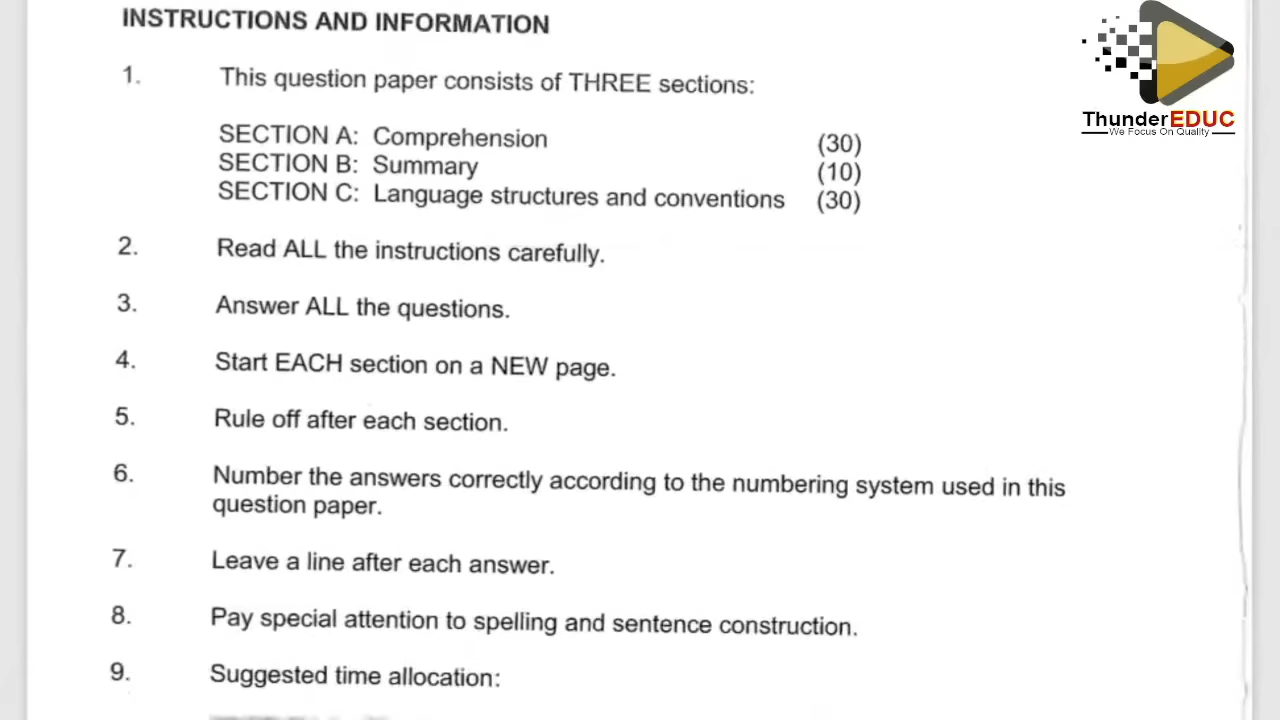 INSTRUCTIONS AND INFORMATION
1. This question paper consists of THREE sections:
SECTION A: Comprehension (30)
SECTION B: Summary (10)
SECTION C: Language structures and conventions (30)
2. Read ALL the instructions carefully.
3. Answer ALL the questions.
4. Start EACH section on a NEW page.
5. Rule off after each section.
6. Number the answers correctly according to the numbering system used in this
question paper.
7. Leave a line after each answer.
8. Pay special attention to spelling and sentence construction.
9. Suggested time allocation:
ThunderEDUC
We Focus On Quality